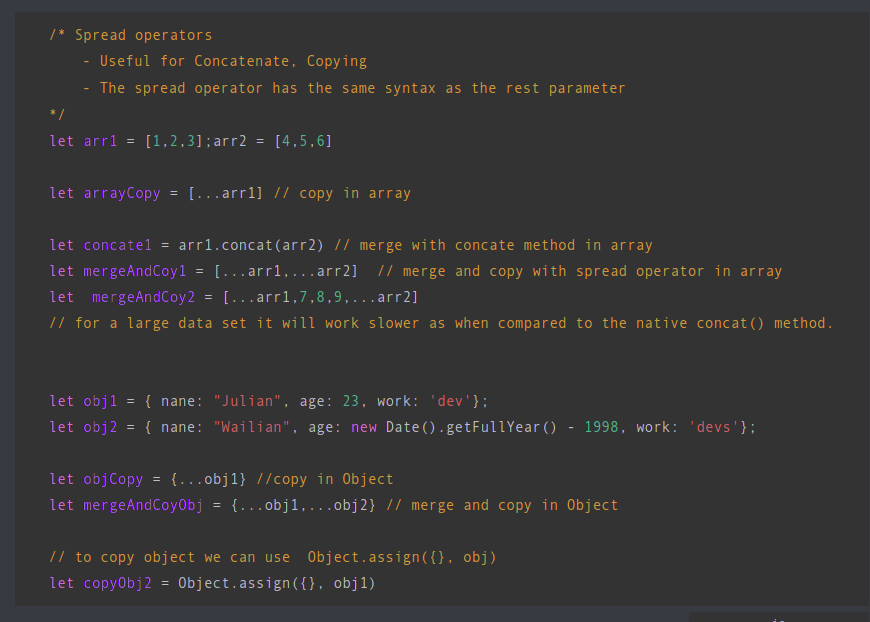 /* Spread operators
- Useful for Concatenate, Copying
- The spread operator has the same syntax as the rest parameter
*/
let arr1 = [1,2,3];arr2 = [4,5,6]
let arrayCopy = [...arr1] // copy in array
let concate1 = arr1.concat(arr2) // merge with concate method in array
let mergeAndCoy1 = [...arr1,...arr2]  // merge and copy with spread operator in array
let  mergeAndCoy2 = [...arr1,7,8,9,...arr2]
// for a large data set it will work slower as when compared to the native concat() method.
let obj1 = { nane: "Julian", age: 23, work: 'dev'};
let obj2 = { nane: "Wailian", age: new Date().getFullYear() - 1998, work: 'devs'};
let objCopy = {...obj1} //copy in Object
let mergeAndCoyObj = {...obj1,...obj2} // merge and copy in Object
// to copy object we can use  Object.assign({}, obj)
let copyObj2 = Object.assign({}, obj1)